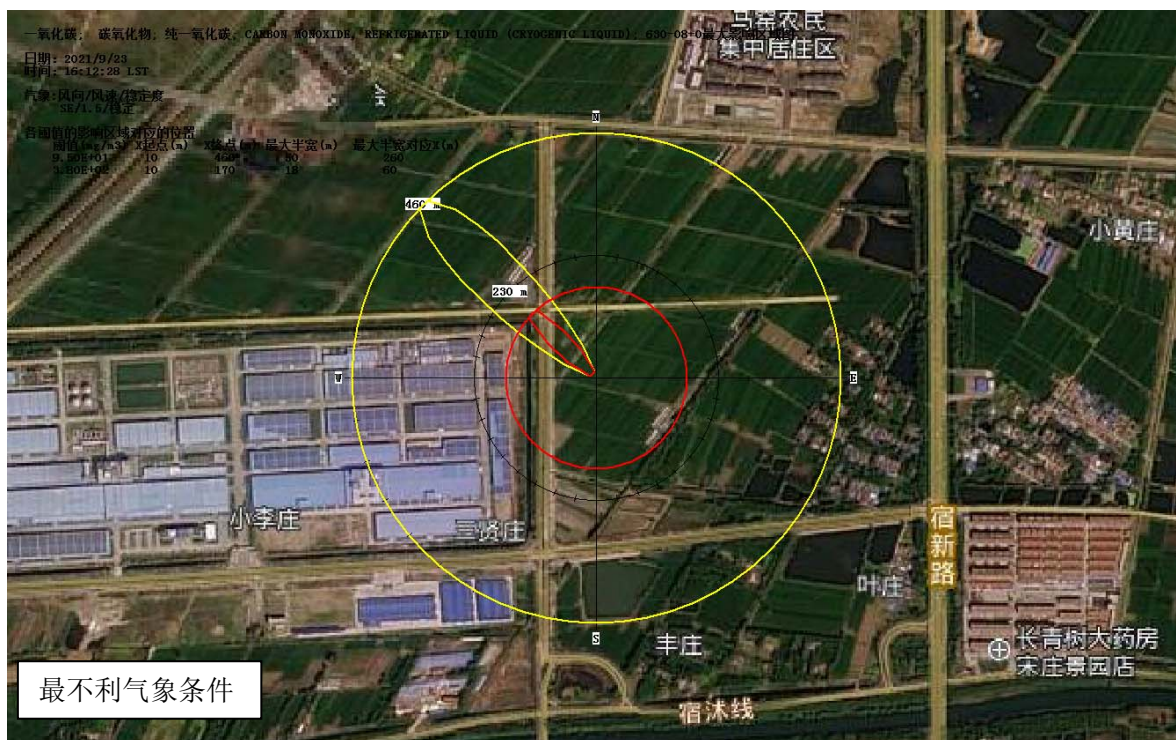 一氧化碳; 碳氧化物; 纯一氧化碳; CARBON MONOXIDE, REFRIGERATED LIQUID (CRYOGENIC LIQUID); 630-08-0最大影响区域图
日期: 2021/9/23
时间: 16:12:28 LST
气象:风向/风速/稳定度
SE/1.5/稳定
各阈值的影响区域对应的位置
阈值(mg/m3) X起点(m) X终点(m) 最大半宽(m) 最大半宽对应X(m)
9.50E+01 10 460 260
3.80E+02 10 170 18 60
马窑农民
集中居住区
N
460 m
小黄庄
230 m
W
E
小李庄
三贤庄
宿新路
叶庄
S
丰庄
长青树大药房
宋庄景园店
最不利气象条件
宿沭线